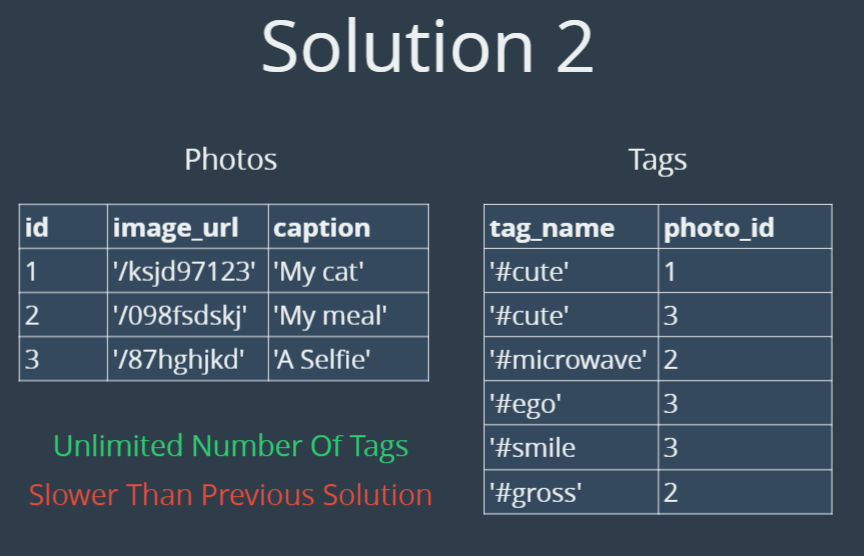 Solution 2
Photos
id image_url caption
1 '/ksjd97123' 'My cat'
2 '/098fsdskj' 'My meal'
3 '/87hghjkd' 'A Selfie'
Unlimited Number Of Tags
Slower Than Previous Solution
Tags
tag_name photo_id
'#cute' 1
'#cute' 3
'#microwave' 2
'#ego' 3
'#smile 3
'#gross' 2